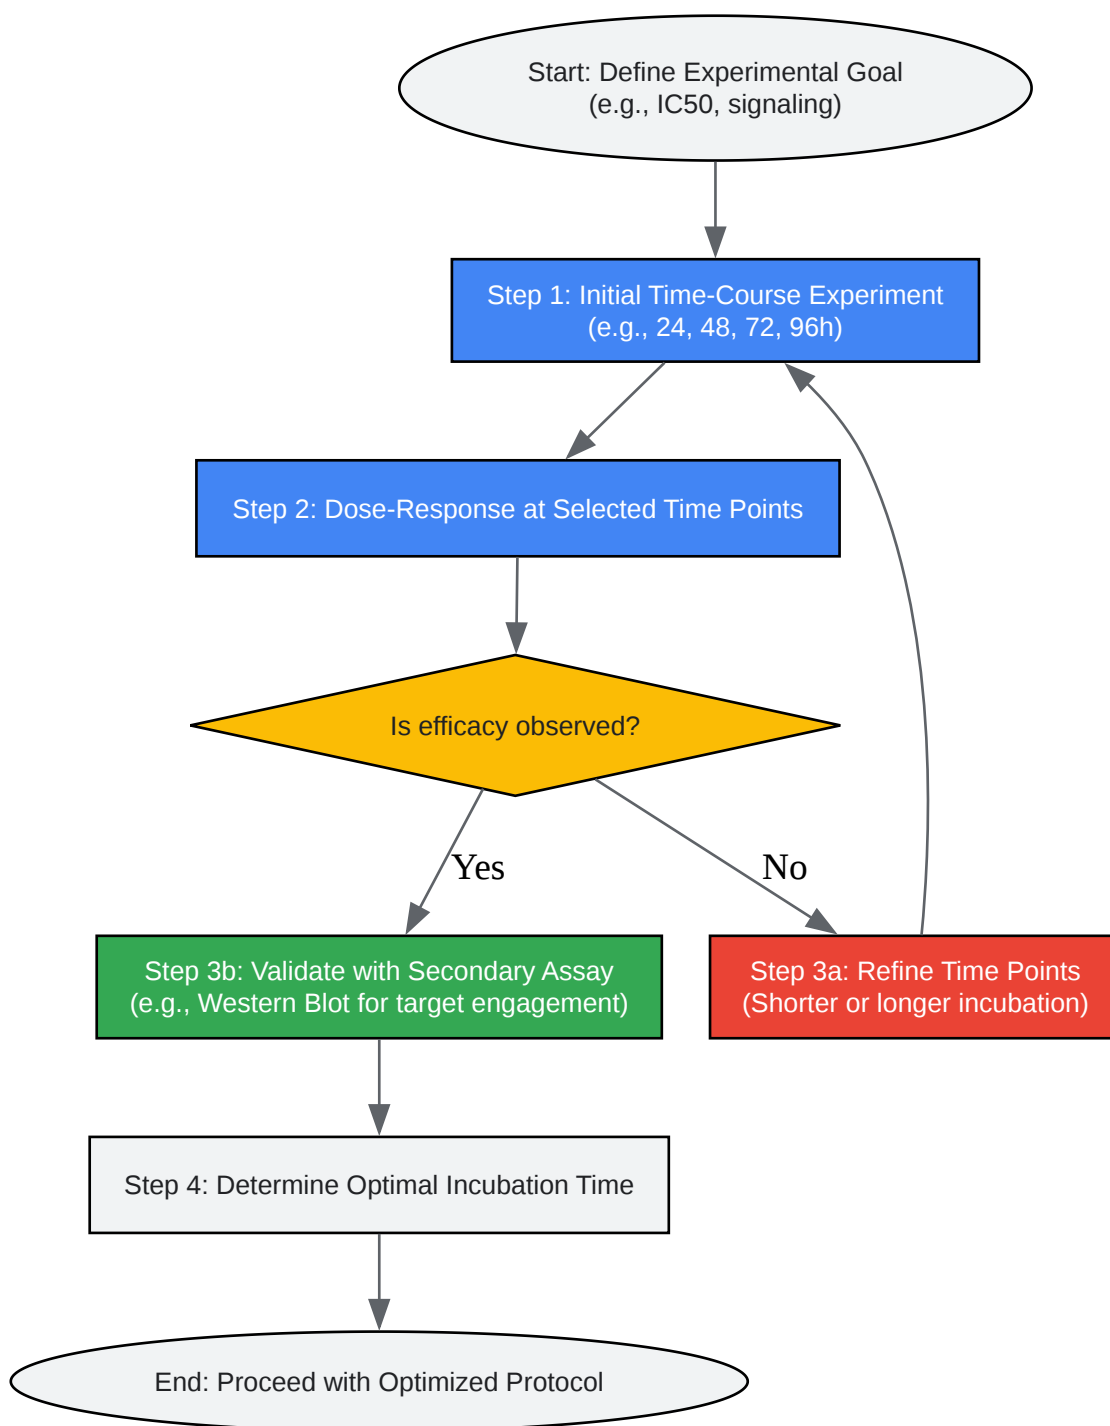 Start: Define Experimental Goal
(e.g., IC50, signaling)
Step 1: Initial Time-Course Experiment
(e.g., 24, 48, 72, 96h)
Step 2: Dose-Response at Selected Time Points
Is efficacy observed?
Yes
No
Step 3b: Validate with Secondary Assay
(e.g., Western Blot for target engagement)
Step 3a: Refine Time Points
(Shorter or longer incubation)
Step 4: Determine Optimal Incubation Time
End: Proceed with Optimized Protocol